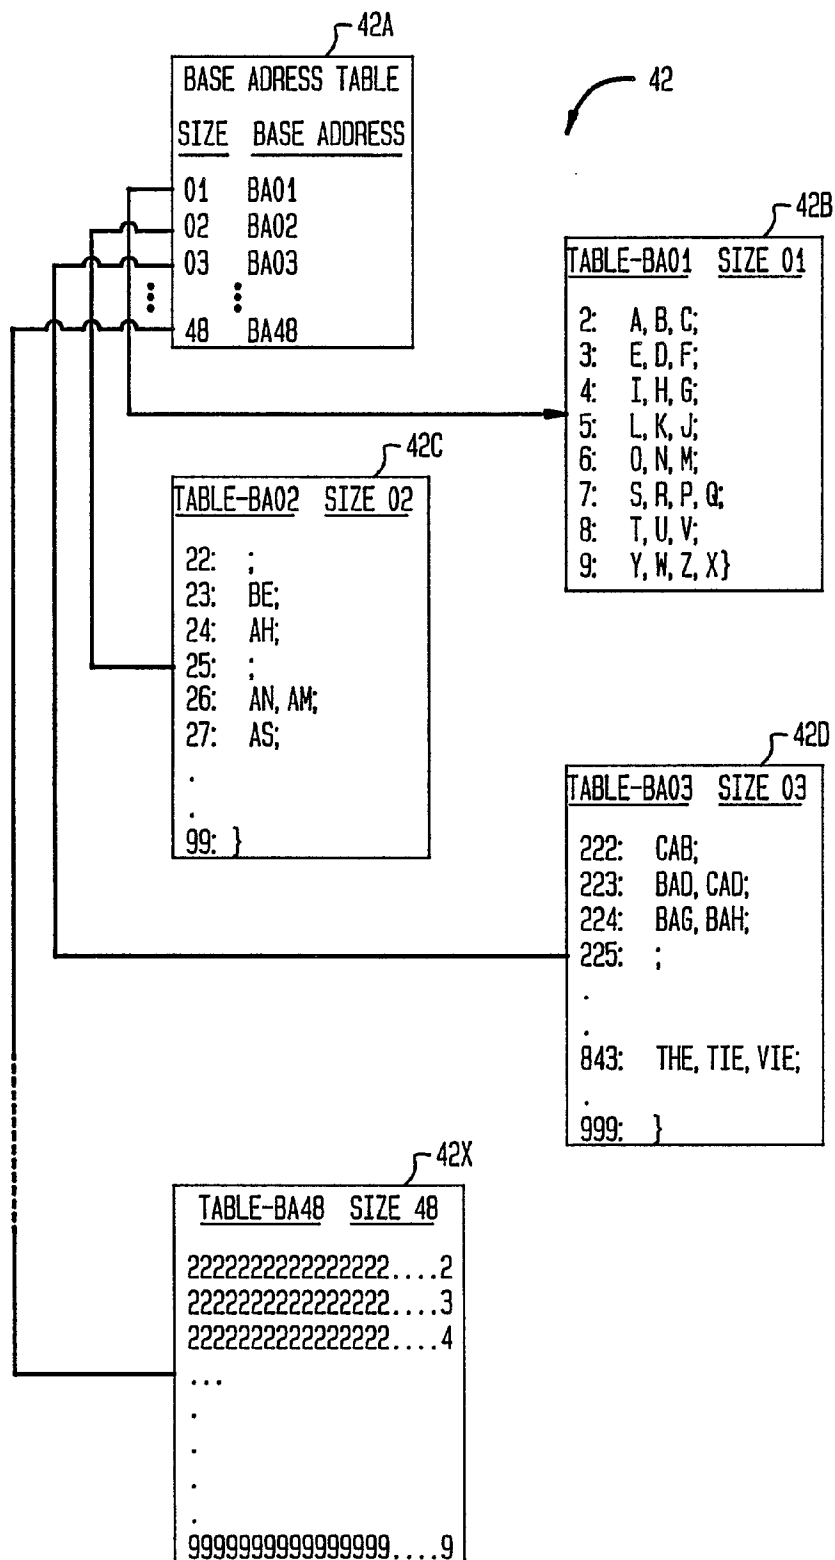 42A
BASE ADRESS TABLE
SIZE BASE ADDRESS
01 BA01
02 BA02
03 BA03
48 BA48
42
42B
TABLE-BA01 SIZE 01
2: A, B, C;
3: E, D, F;
4: I, H, G;
5: L, K, J;
6: O, N, M;
7: S, R, P, Q;
8: T, U, V;
9: Y, W, Z, X}
42C
TABLE-BA02 SIZE 02
22: ;
23: BE;
24: AH;
25: ;
26: AN, AM;
27: AS;
.
.
99: }
42D
TABLE-BA03 SIZE 03
222: CAB;
223: BAD, CAD;
224: BAG, BAH;
225: ;
.
.
843: THE, TIE, VIE;
.
999: }
42X
TABLE-BA48 SIZE 48
2222222222222222....2
2222222222222222....3
2222222222222222....4
...
.
.
.
.
9999999999999999....9